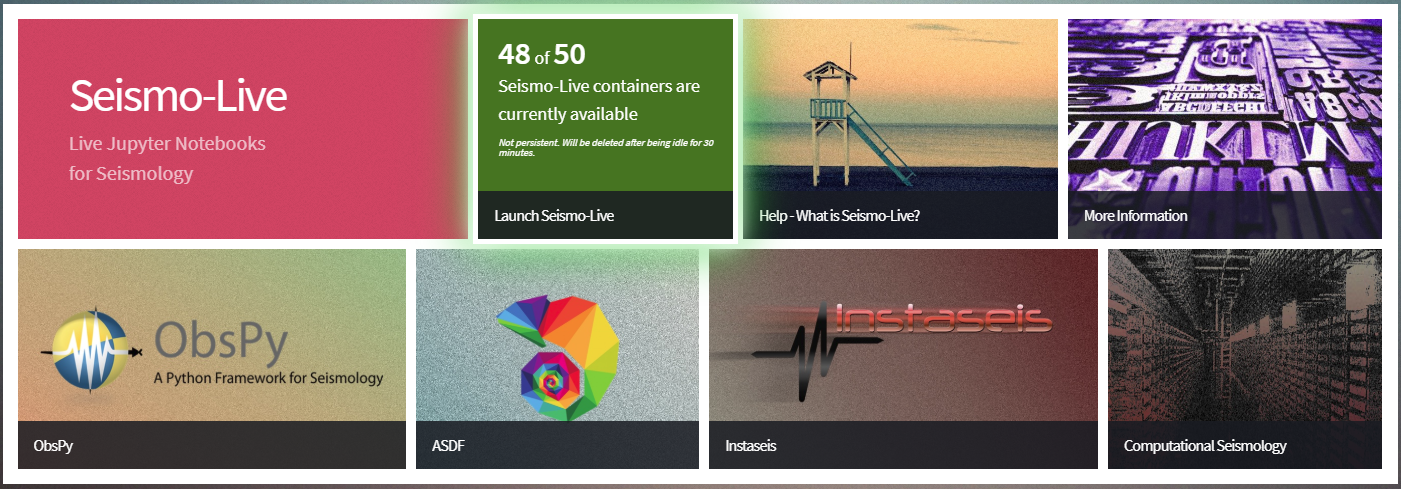 Seismo-Live
Live Jupyter Notebooks
for Seismology
48 of 50
Seismo-Live containers are
currently available
Not persistent. Will be deleted after being idle for 30
minutes.
Launch Seismo-Live
Help - What is Seismo-Live?
More Information
ObsPy
A Python Framework for Seismology
ObsPy
ASDF
Instaseis
Instaseis
Computational Seismology